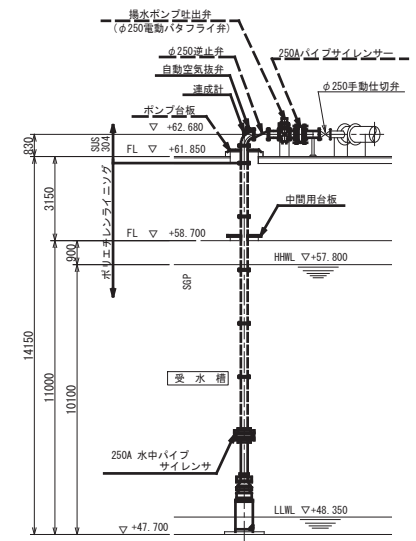 揚水ポンプ吐出弁
(φ250電動バタフライ弁)
φ250逆止弁
250Aパイプサイレンサー
自動空気抜弁
連成計
φ250手動仕切弁
ポンプ台板
830
SUS
304
▽ +62.680
FL ▽ +61.850
3150
ポリエチレンライニング
中間用台板
FL ▽ +58.700
900
HHWL ▽+57.800
SGP
14150
11000
10100
受水槽
250A 水中パイプ
サイレンサ
LLWL ▽+48.350
▽ +47.700